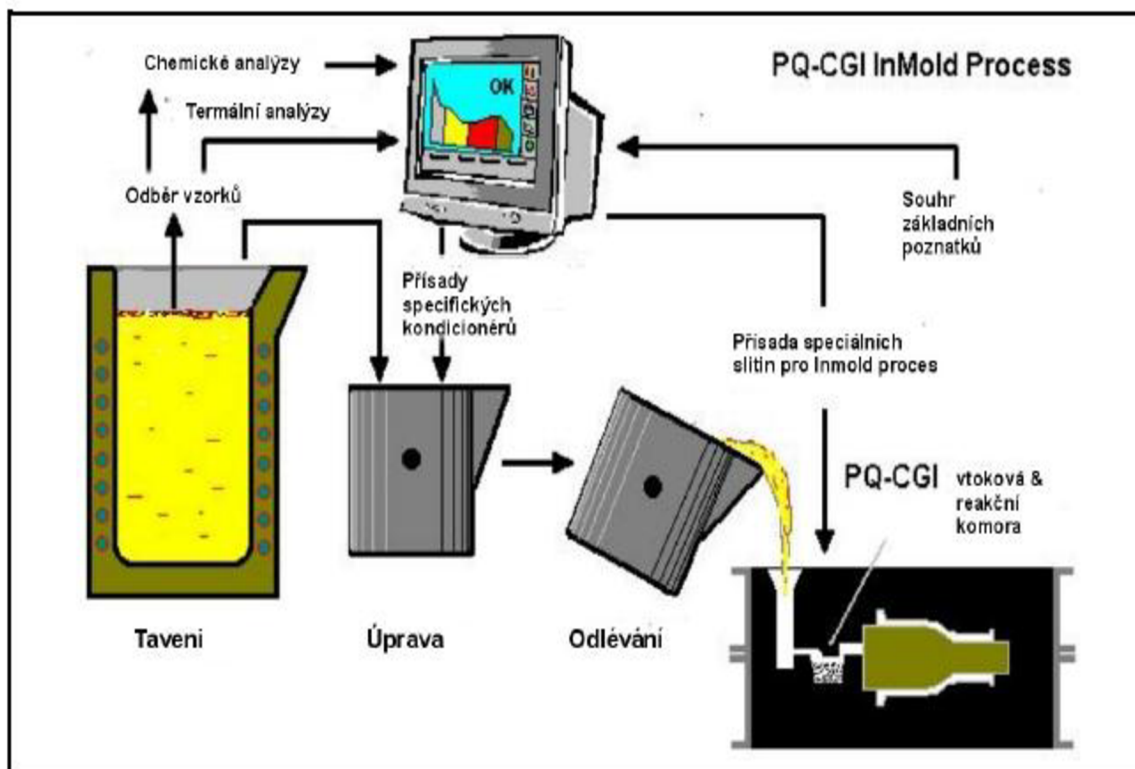 PQ-CGI InMold Process
Chemické analýzy
OK
Termální analýzy
Odběr vzorků
Souhr
základních
poznatků
Přísady
specifických
kondicionérů
Přísada speciálních
slitin pro Inmold proces
PQ-CGI
vtoková &
reakční
komora
Taveni
Úprava
Odlévání